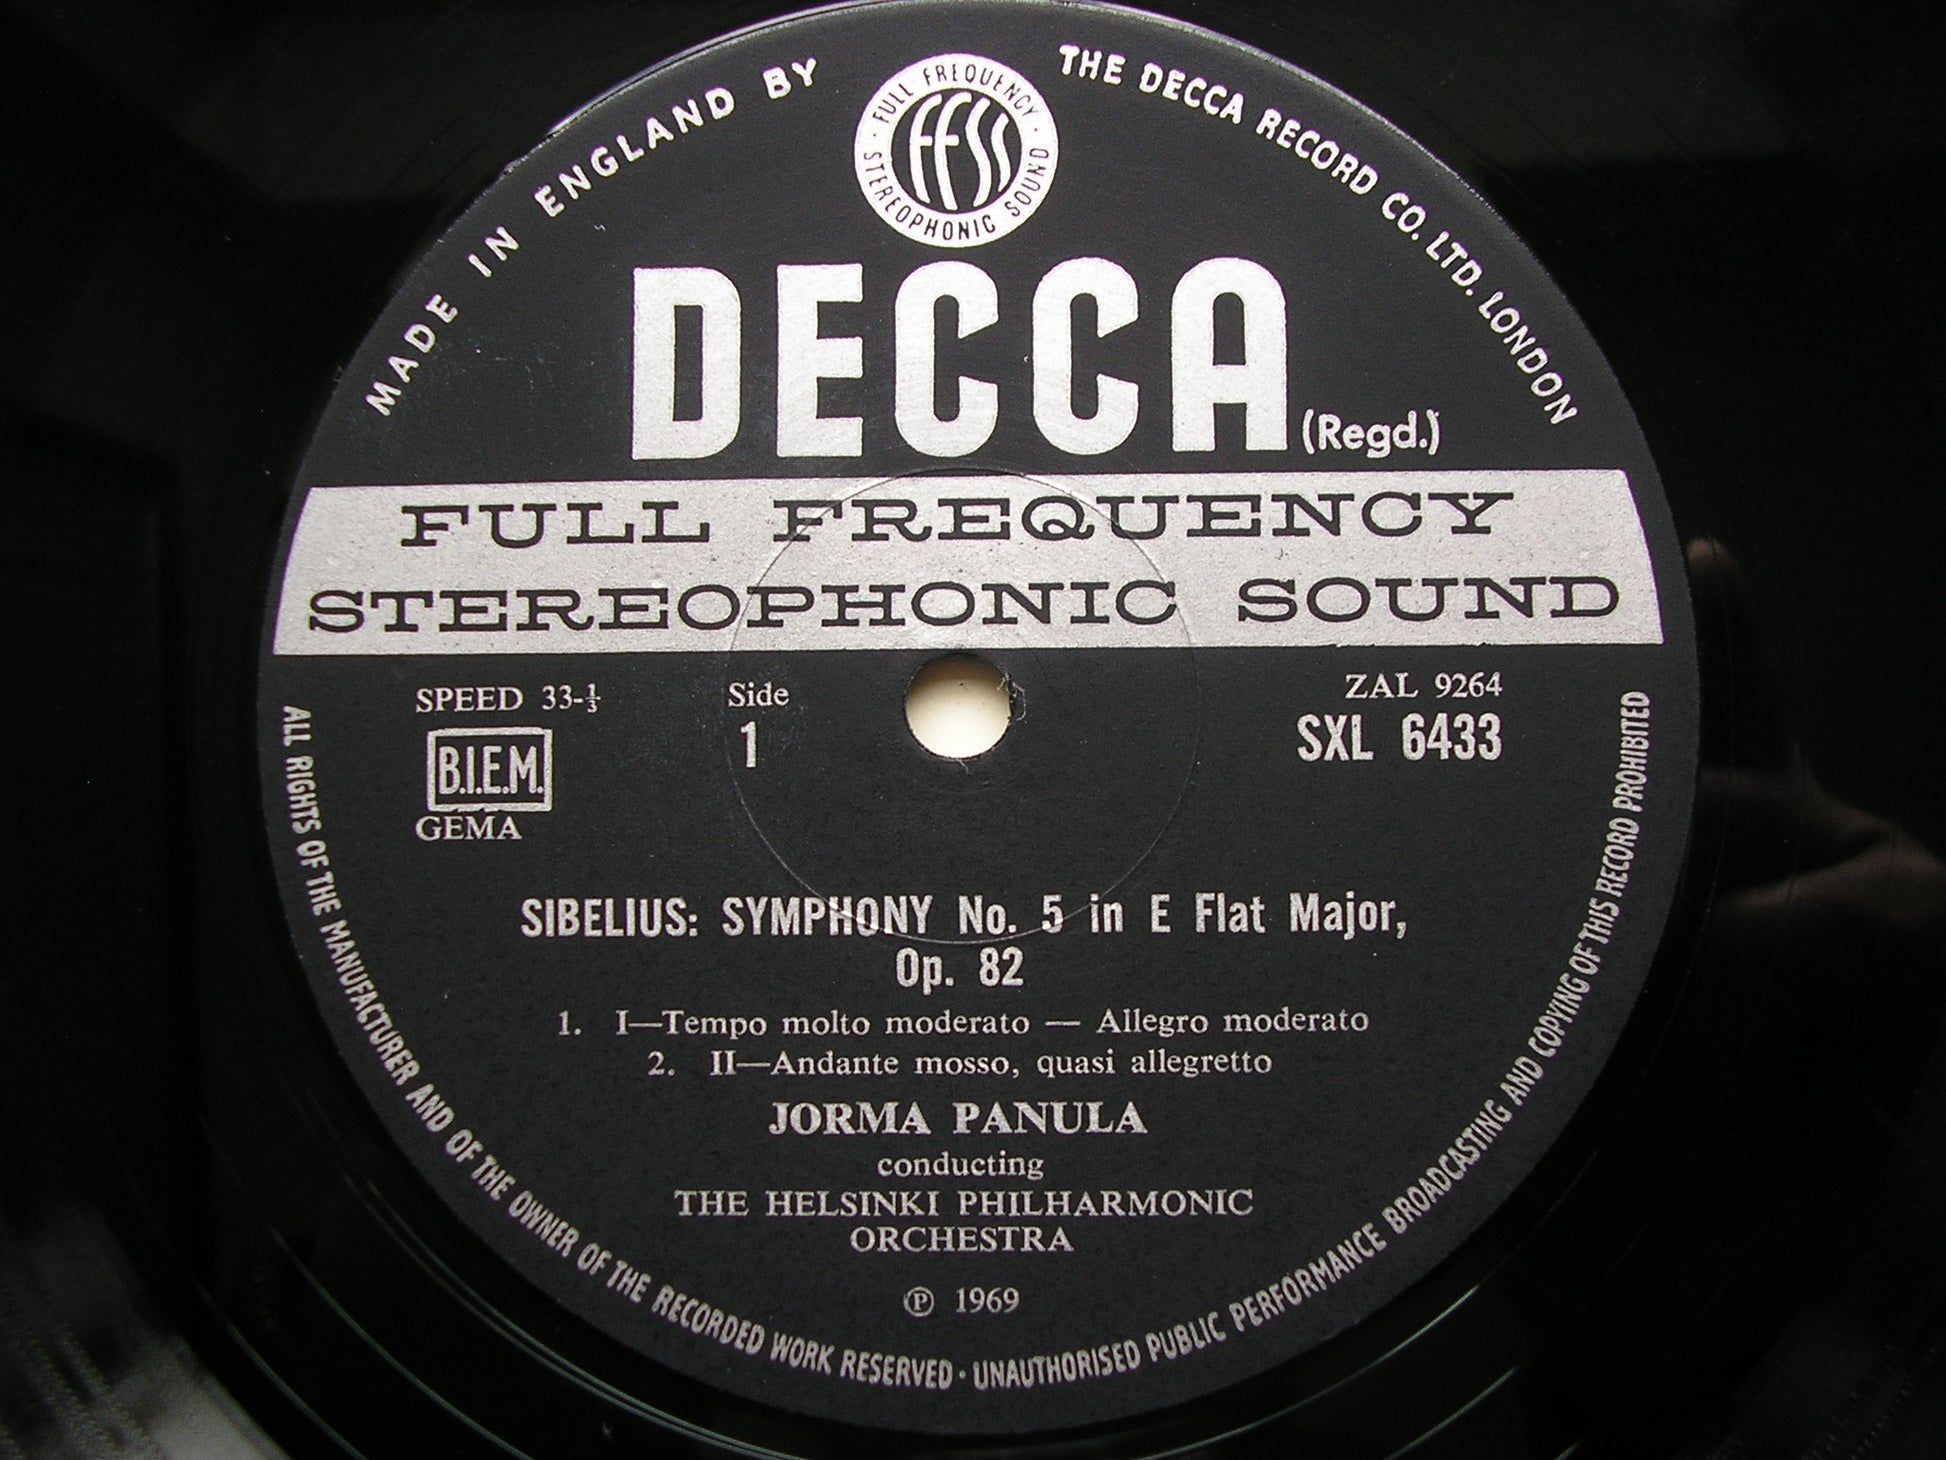 MADE IN ENGLAND BY
THE DECCA RECORD CO. LTD. LONDON
· FULL FREQUENCY ·
STEREOPHONIC SOUND
FFSS
DECCA (Regd.)
FULL FREQUENCY
STEREOPHONIC SOUND
SPEED 33-⅓
Side
1
ZAL 9264
SXL 6433
B.I.E.M.
GEMA
SIBELIUS: SYMPHONY No. 5 in E Flat Major,
Op. 82
1. I—Tempo molto moderato — Allegro moderato
2. II—Andante mosso, quasi allegretto
JORMA PANULA
conducting
THE HELSINKI PHILHARMONIC
ORCHESTRA
℗ 1969
ALL RIGHTS OF THE MANUFACTURER AND OF THE OWNER OF THE RECORDED WORK RESERVED · UNAUTHORISED PUBLIC PERFORMANCE BROADCASTING AND COPYING OF THIS RECORD PROHIBITED